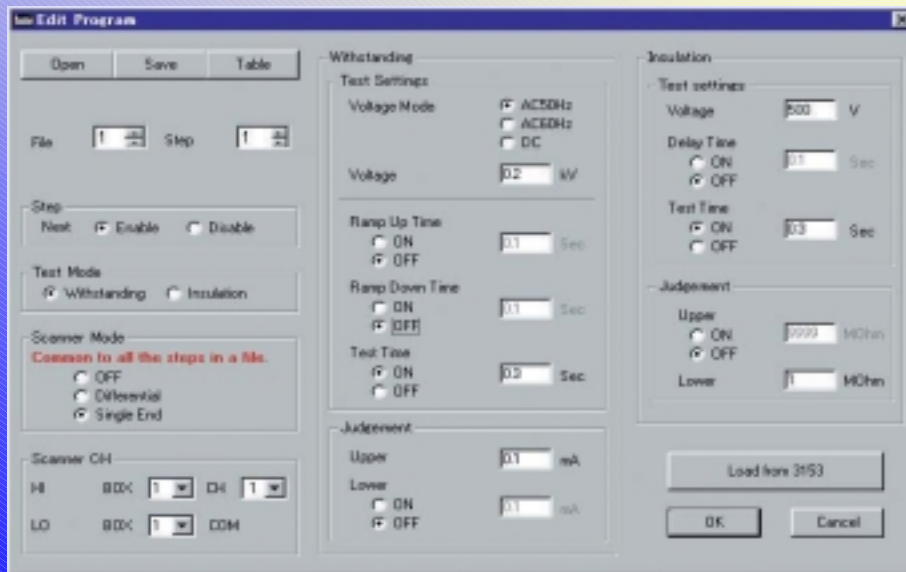 Edit Program
Open Save Table
File 1 Step 1
Step
Next Enable Disable
Test Mode
Withstanding Insulation
Scanner Mode
Common to all the steps in a file.
OFF
Differential
Single End
Scanner CH
HI BOX 1 CH 1
LO BOX 1 COM
Withstanding
Test Settings
Voltage Mode AC50Hz
AC60Hz
DC
Voltage 0.2 kV
Ramp Up Time
ON 0.1 Sec
OFF
Ramp Down Time
ON 0.1 Sec
OFF
Test Time
ON 0.3 Sec
OFF
Judgement
Upper 0.1 mA
Lower
ON 0.1 mA
OFF
Insulation
Test settings
Voltage 500 V
Delay Time
ON 0.1 Sec
OFF
Test Time
ON 0.3 Sec
OFF
Judgement
Upper
ON 9999 MOhm
OFF
Lower 1 MOhm
Load from 3153
OK Cancel